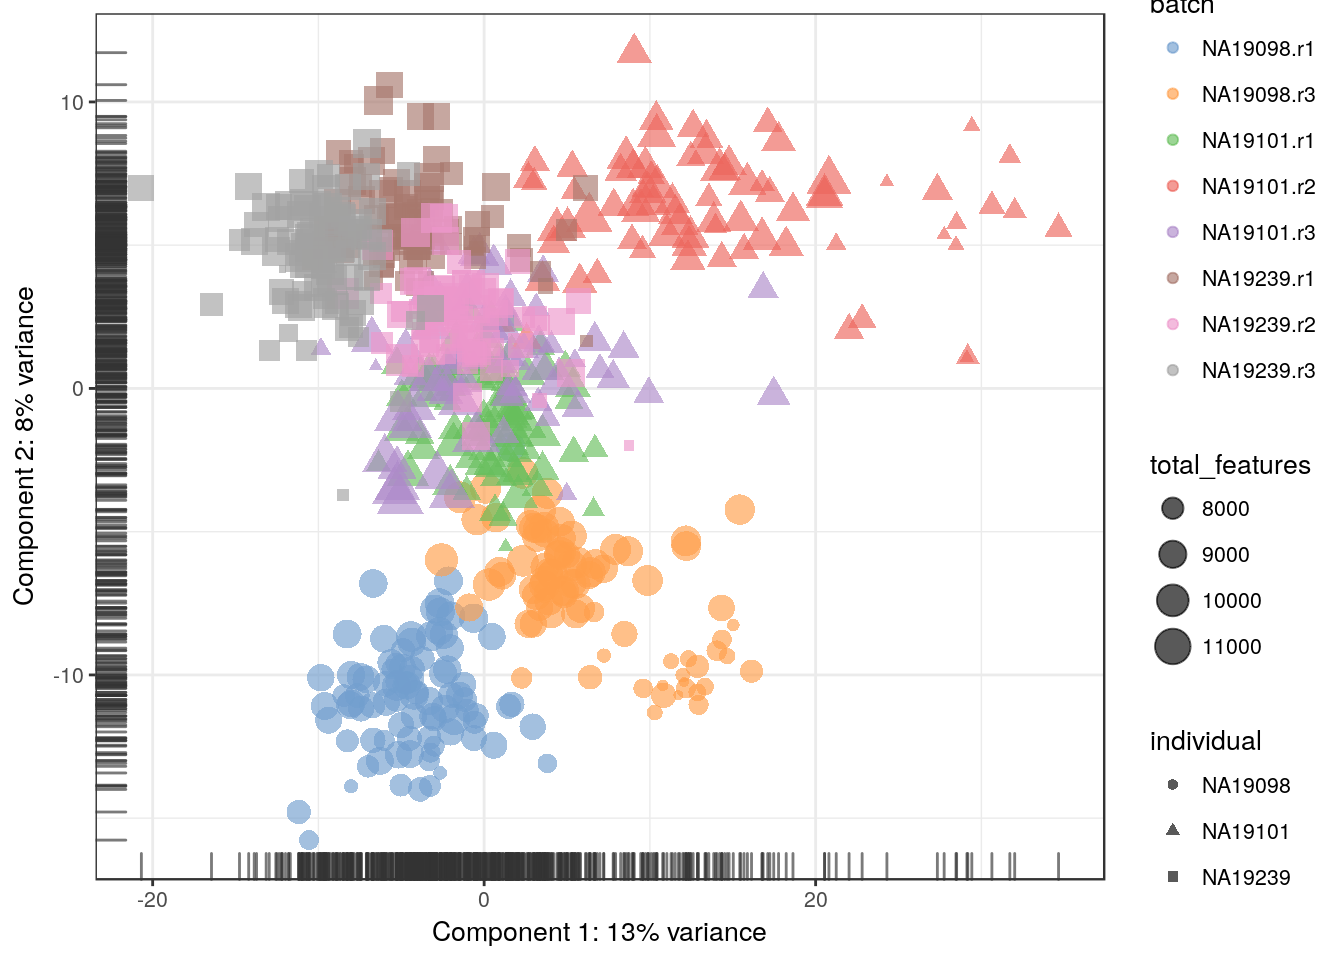 batch
NA19098.r1
NA19098.r3
NA19101.r1
NA19101.r2
NA19101.r3
NA19239.r1
NA19239.r2
NA19239.r3
total_features
8000
9000
10000
11000
individual
NA19098
NA19101
NA19239
10
0
-10
Component 2: 8% variance
-20
0
20
Component 1: 13% variance